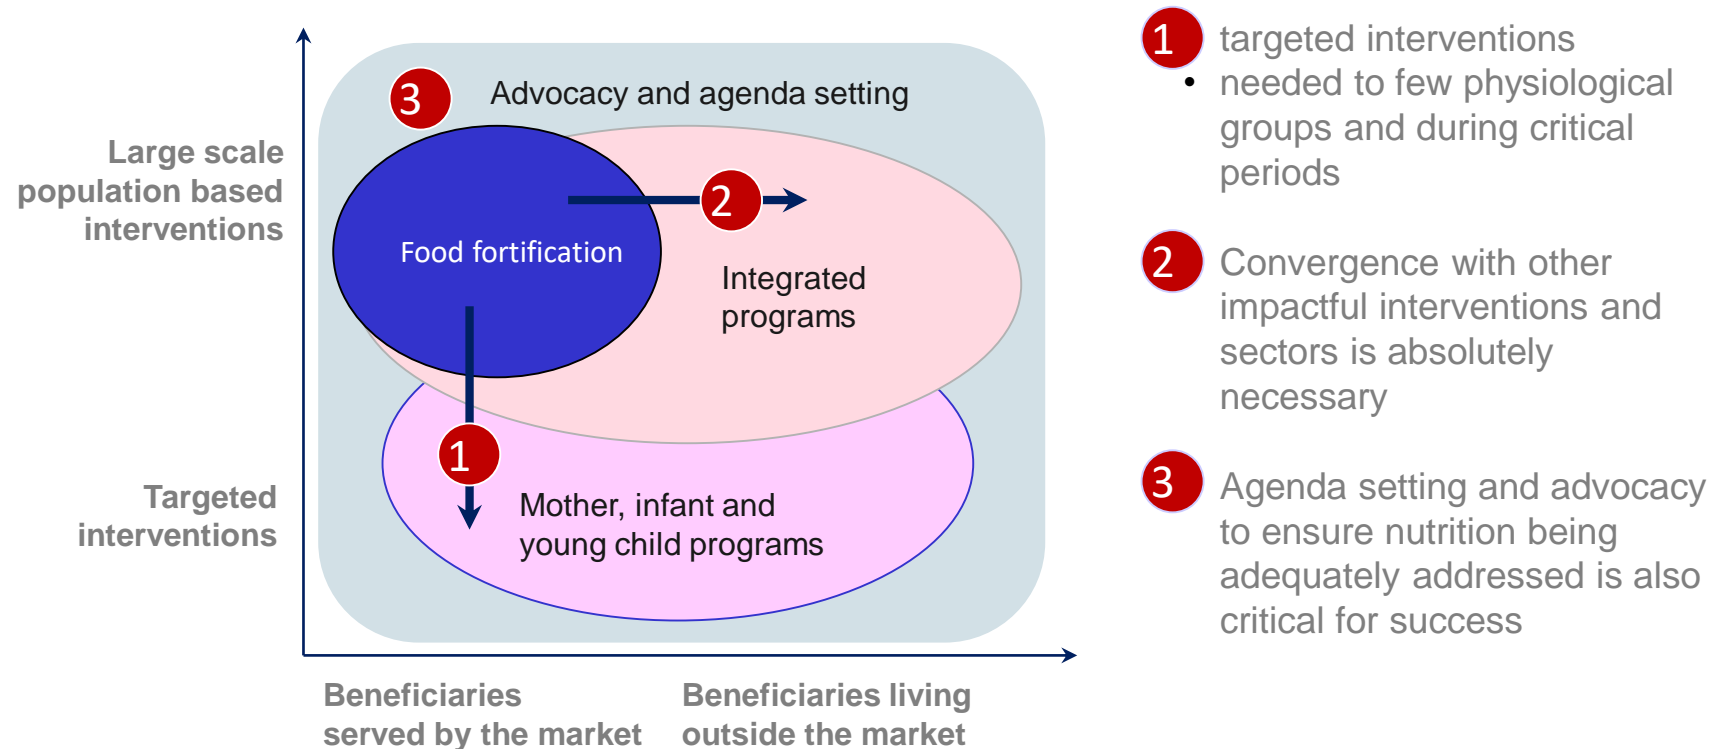 3
Advocacy and agenda setting
Large scale
population based
interventions
2
Food fortification
Integrated
programs
1
Targeted
interventions
Mother, infant and
young child programs
Beneficiaries
served by the market
Beneficiaries living
outside the market
1 targeted interventions
• needed to few physiological
groups and during critical
periods
2 Convergence with other
impactful interventions and
sectors is absolutely
necessary
3 Agenda setting and advocacy
to ensure nutrition being
adequately addressed is also
critical for success